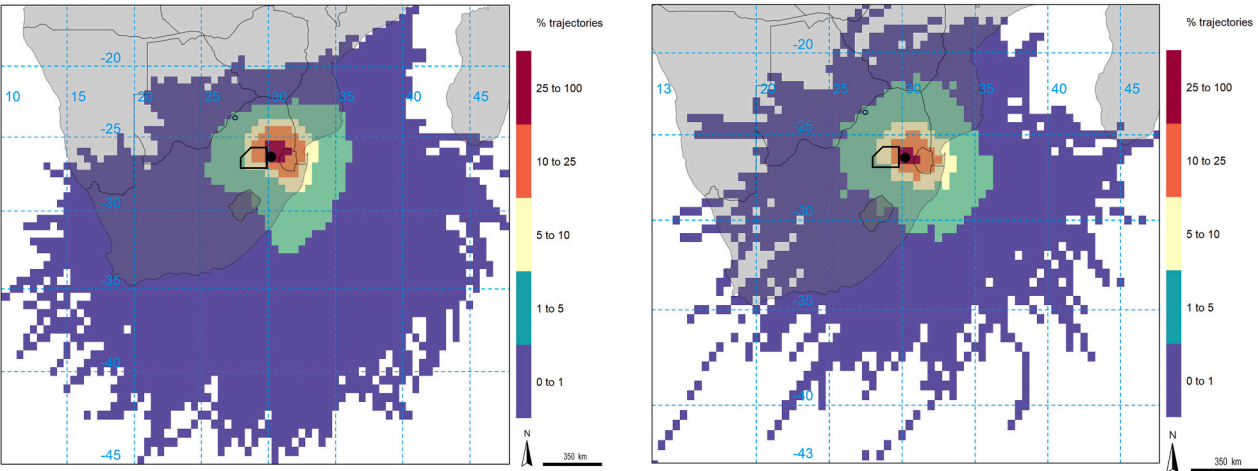 % trajectories
-20
10 15 20 25 30 35 40 45
25 to 100
-25
10 to 25
-30
5 to 10
-35
1 to 5
-40
0 to 1
-45
N
350 km
% trajectories
-20
13 20 25 30 35 40 45
25 to 100
-25
10 to 25
-30
5 to 10
-35
1 to 5
-40
0 to 1
-43
N
350 km